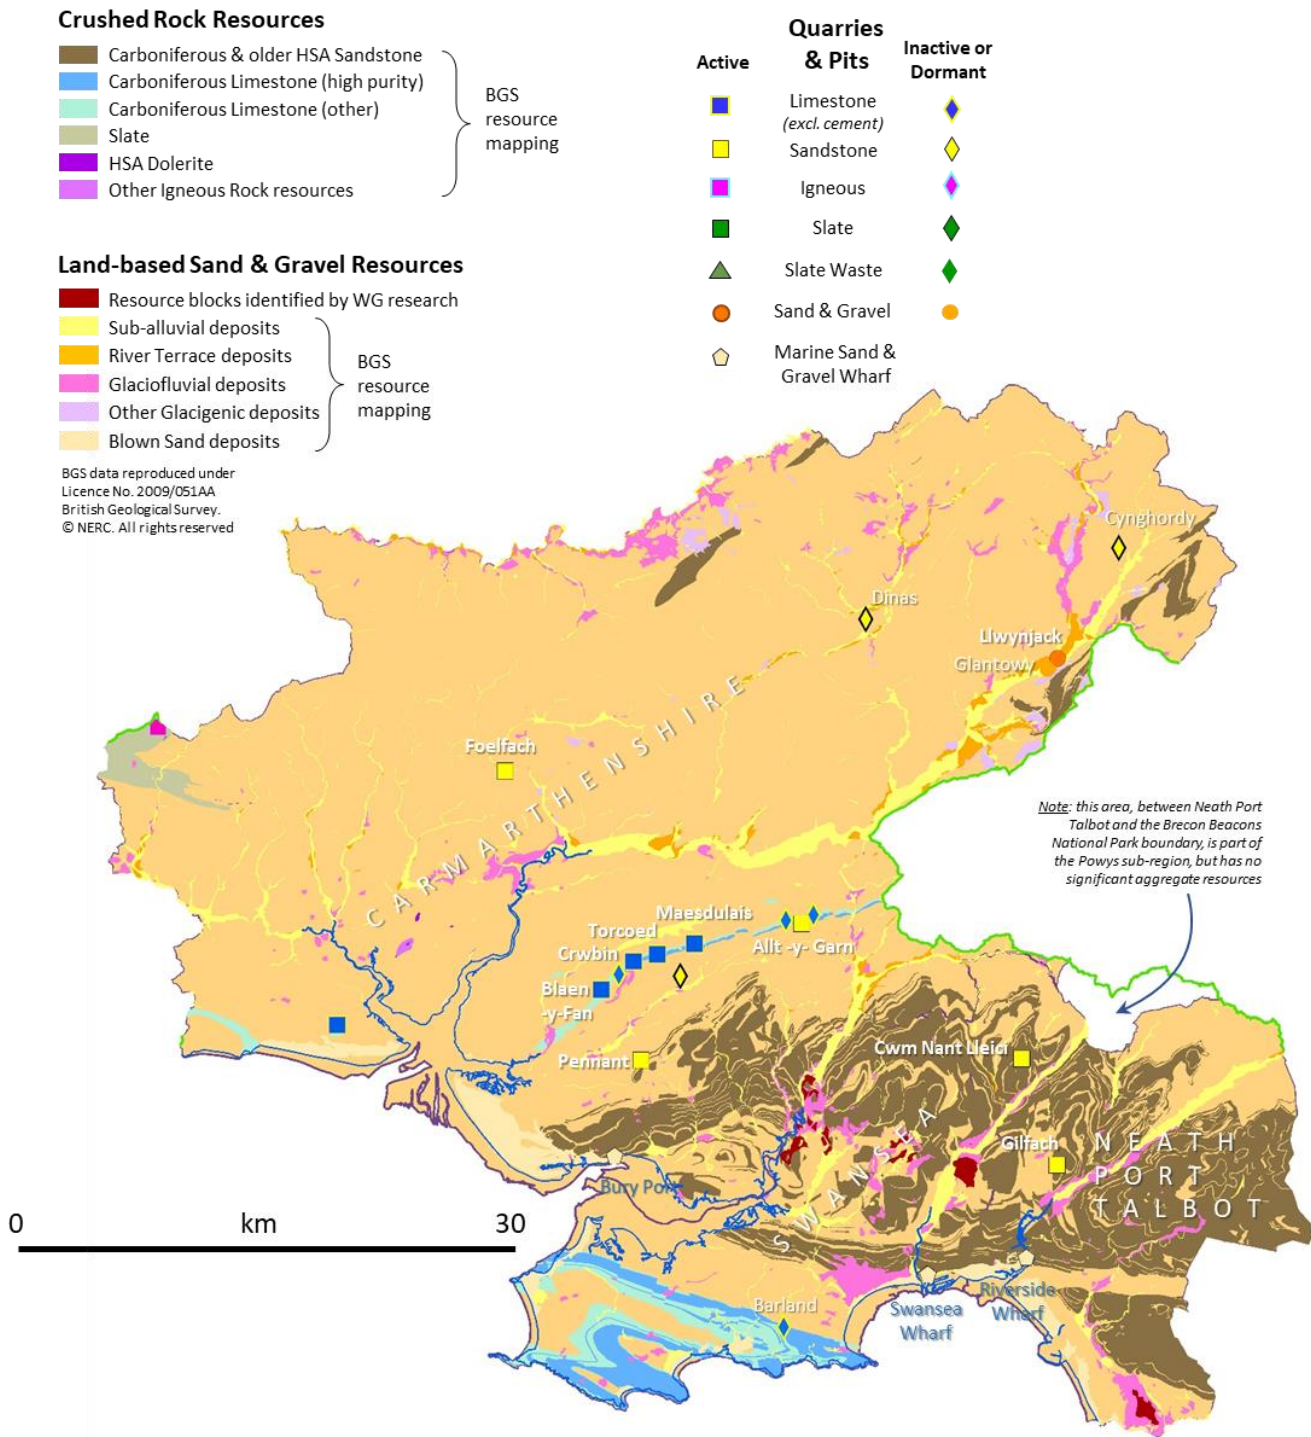 Crushed Rock Resources
Carboniferous & older HSA Sandstone
Carboniferous Limestone (high purity)
Carboniferous Limestone (other)
Slate
HSA Dolerite
Other Igneous Rock resources
BGS
resource
mapping
Land-based Sand & Gravel Resources
Resource blocks identified by WG research
Sub-alluvial deposits
River Terrace deposits
Glaciofluvial deposits
Other Glacigenic deposits
Blown Sand deposits
BGS
resource
mapping
BGS data reproduced under
Licence No. 2009/051AA
British Geological Survey.
© NERC. All rights reserved
Quarries
& Pits
Active
Inactive or
Dormant
Limestone
(excl. cement)
Sandstone
Igneous
Slate
Slate Waste
Sand & Gravel
Marine Sand &
Gravel Wharf
Cynghordy
Dinas
Llwynjack
Glantowy
Foelfach
CARMARTHENSHIRE
Note: this area, between Neath Port
Talbot and the Brecon Beacons
National Park boundary, is part of
the Powys sub-region, but has no
significant aggregate resources
Maesdulais
Torcoed
Crwbin
Allt -y- Garn
Blaen
-y-Fan
Pennant
Cwm Nant Lleici
Gilfach
NEATH
PORT
TALBOT
SWANSEA
Bury Port
0 km 30
Barland
Swansea
Wharf
Riverside
Wharf